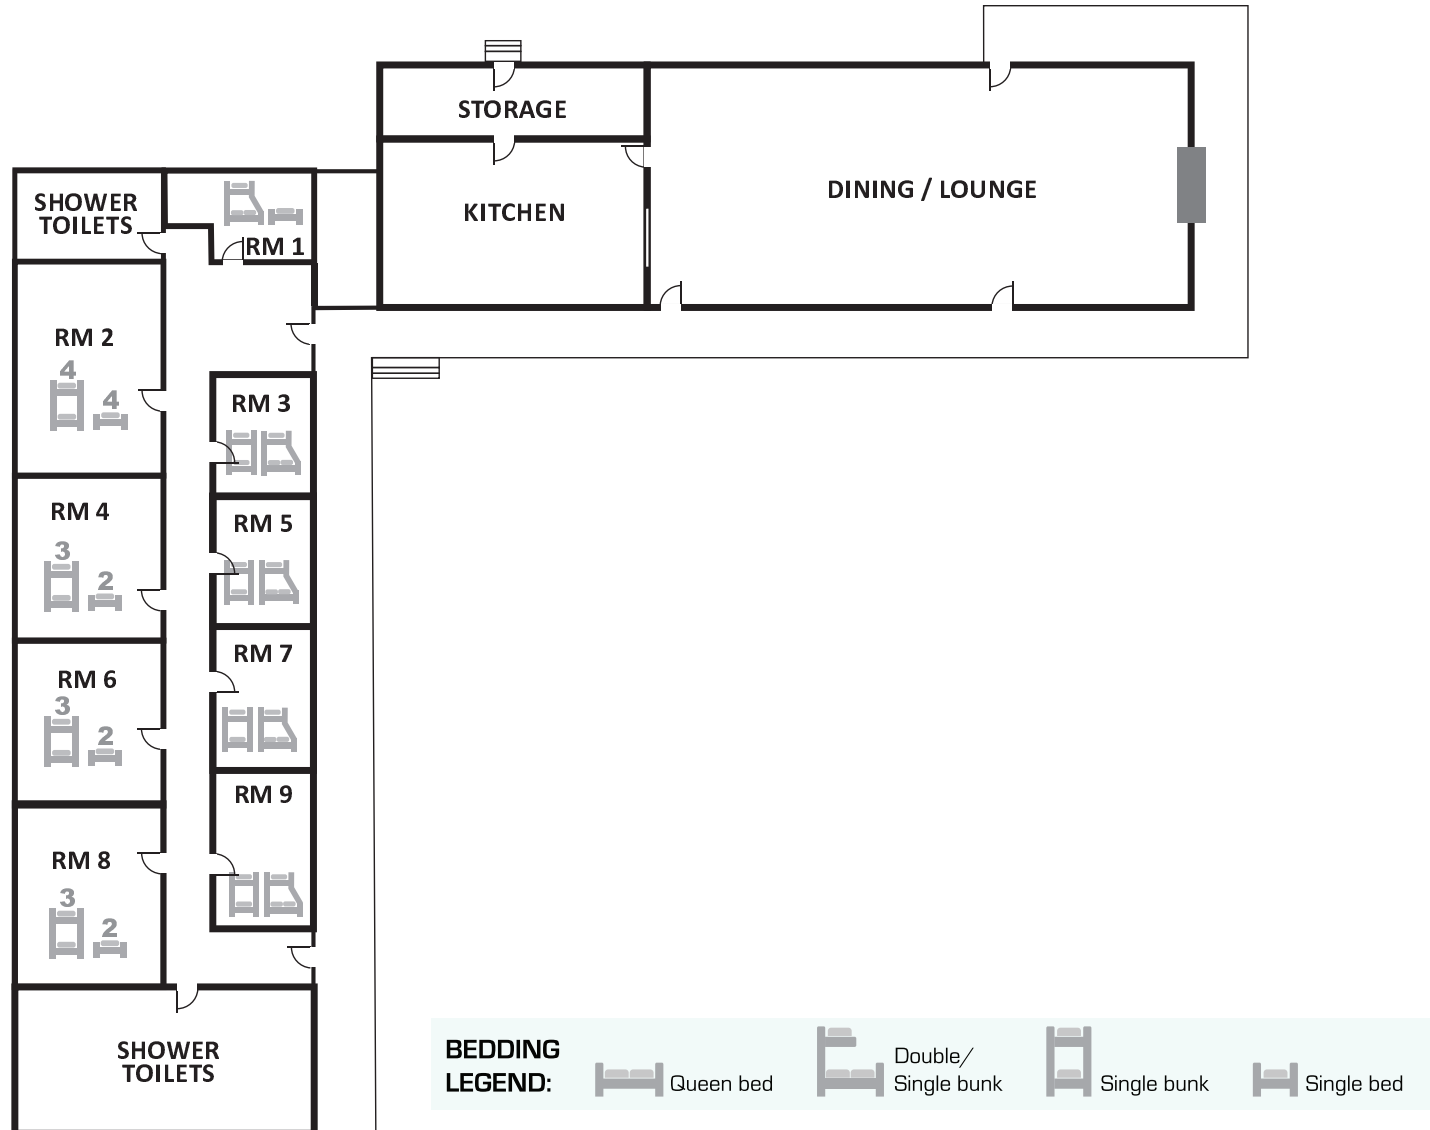 STORAGE
DINING / LOUNGE
KITCHEN
SHOWER
TOILETS
RM 1
RM 2
4
4
RM 3
RM 4
3
2
RM 5
RM 6
3
2
RM 7
RM 8
3
2
RM 9
SHOWER
TOILETS
BEDDING
LEGEND:
Queen bed
Double/
Single bunk
Single bunk
Single bed